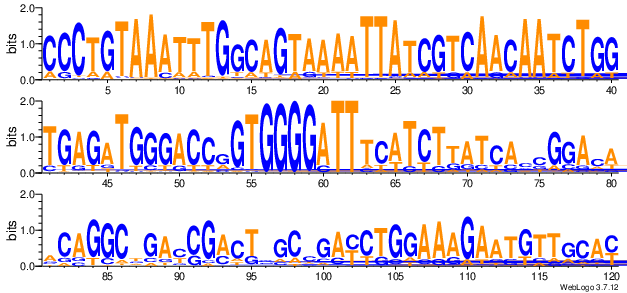 bits
2.0
1.0
0.0
CCCTGTAAATTTGGCAGTAAAATTATCGTCAACAATCTGG
5 10 15 20 25 30 35 40
bits
2.0
1.0
0.0
TGAGATGGGACCGGTGGGGATTTCATCTTATCACCGGACA
45 50 55 60 65 70 75 80
bits
2.0
1.0
0.0
CAGGC GACCGACT GC GACCTGGAAAGAATGTTGCAC
85 90 95 100 105 110 115 120
WebLogo 3.7.12